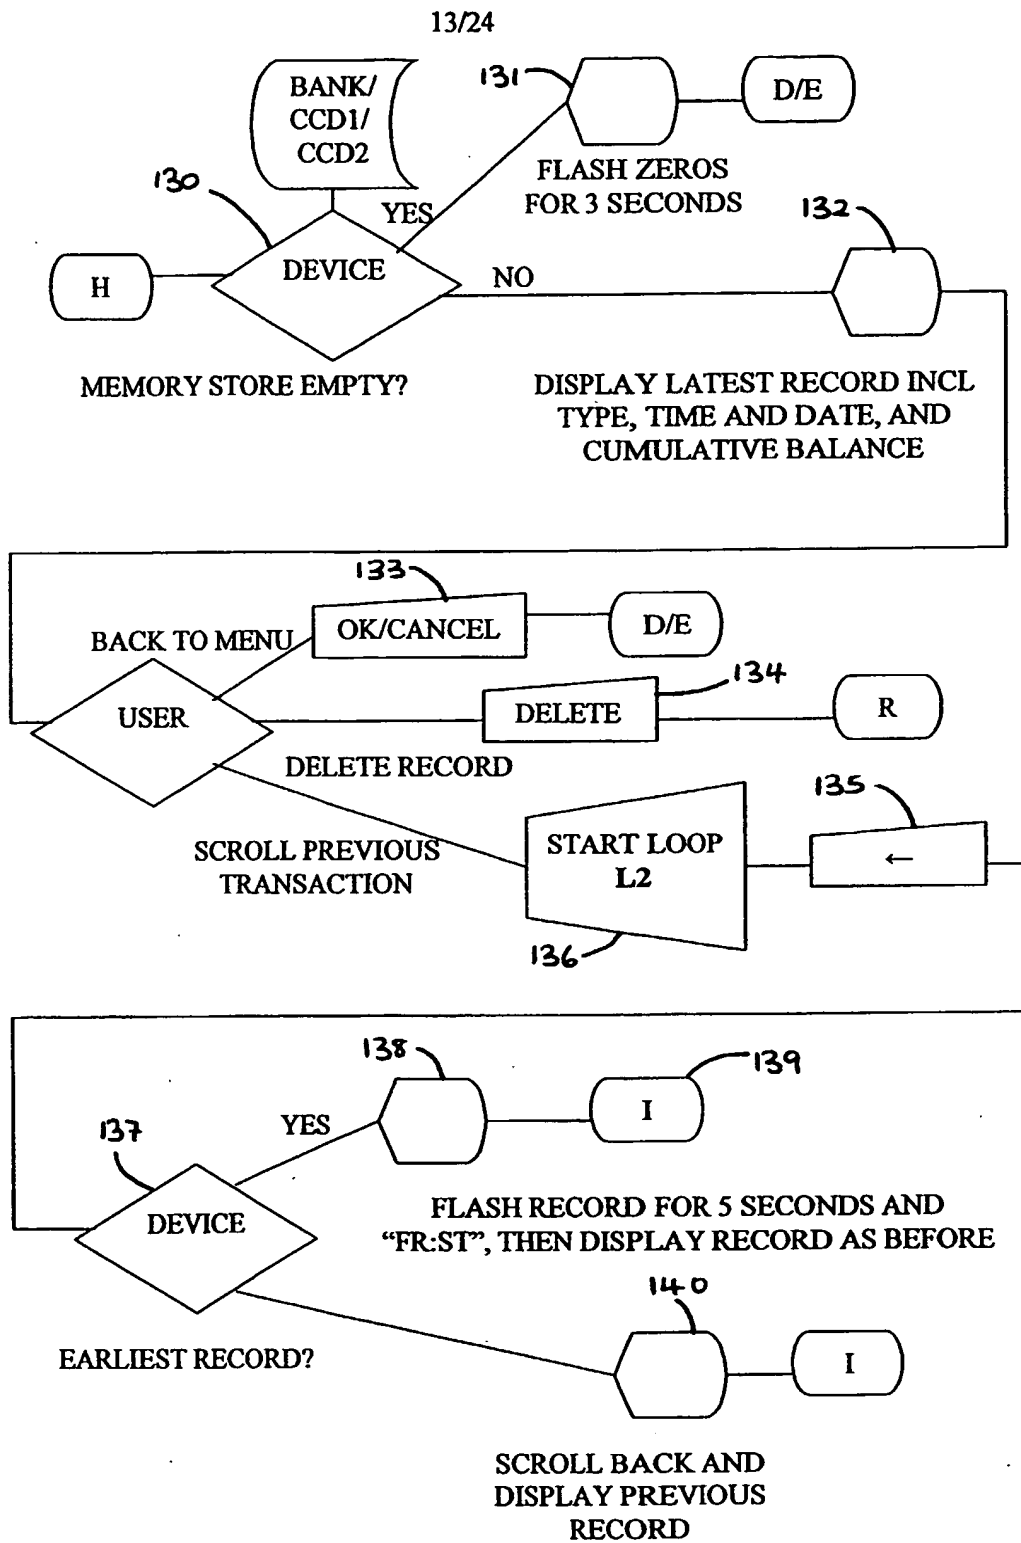 13/24
BANK/
CCD1/
CCD2
131
D/E
FLASH ZEROS
FOR 3 SECONDS
130
YES
132
H
DEVICE
NO
MEMORY STORE EMPTY?
DISPLAY LATEST RECORD INCL
TYPE, TIME AND DATE, AND
CUMULATIVE BALANCE
133
BACK TO MENU
OK/CANCEL
D/E
134
USER
DELETE
R
DELETE RECORD
135
SCROLL PREVIOUS
TRANSACTION
START LOOP
L2
←
136
138
139
137
YES
I
DEVICE
FLASH RECORD FOR 5 SECONDS AND
“FR:ST”, THEN DISPLAY RECORD AS BEFORE
140
EARLIEST RECORD?
I
SCROLL BACK AND
DISPLAY PREVIOUS
RECORD